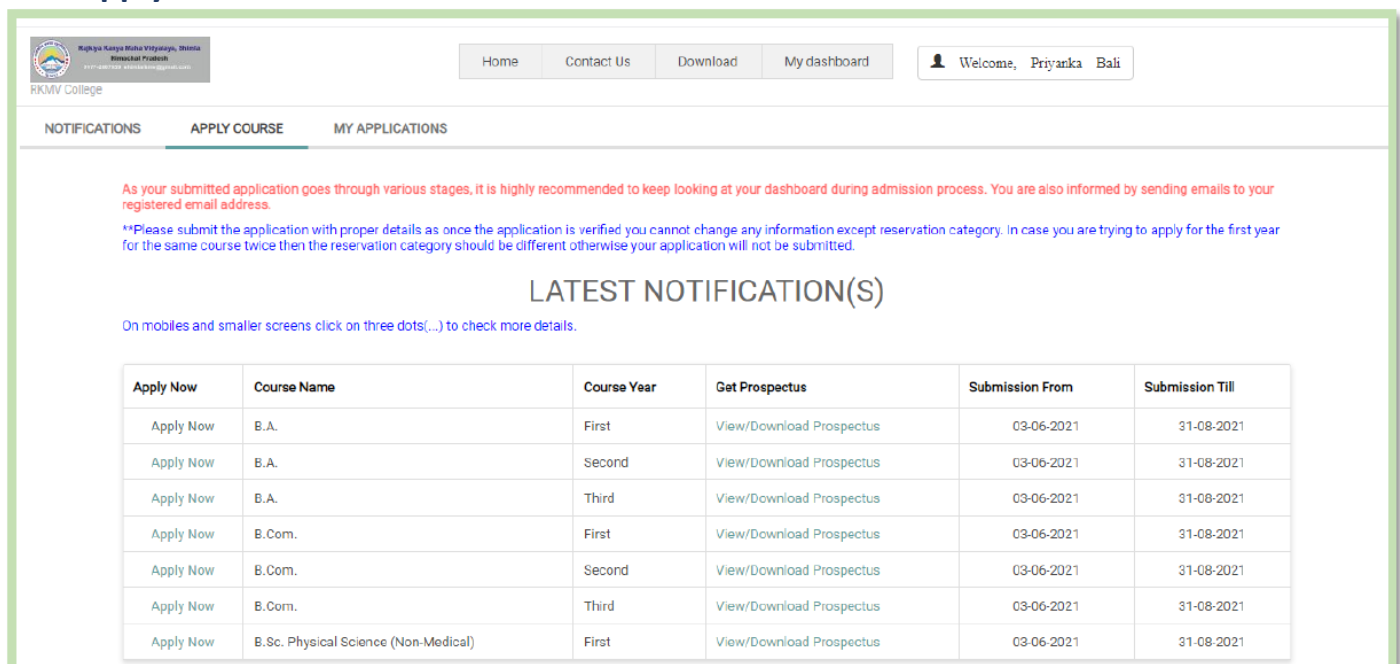 Rajkiya Kanya Maha Vidyalaya, Shimla
Himachal Pradesh
RKMV College
Home Contact Us Download My dashboard Welcome, Priyanka Bali
NOTIFICATIONS APPLY COURSE MY APPLICATIONS
As your submitted application goes through various stages, it is highly recommended to keep looking at your dashboard during admission process. You are also informed by sending emails to your
registered email address.
**Please submit the application with proper details as once the application is verified you cannot change any information except reservation category. In case you are trying to apply for the first year
for the same course twice then the reservation category should be different otherwise your application will not be submitted.
LATEST NOTIFICATION(S)
On mobiles and smaller screens click on three dots(...) to check more details.
Apply Now Course Name Course Year Get Prospectus Submission From Submission Till
Apply Now B.A. First View/Download Prospectus 03-06-2021 31-08-2021
Apply Now B.A. Second View/Download Prospectus 03-06-2021 31-08-2021
Apply Now B.A. Third View/Download Prospectus 03-06-2021 31-08-2021
Apply Now B.Com. First View/Download Prospectus 03-06-2021 31-08-2021
Apply Now B.Com. Second View/Download Prospectus 03-06-2021 31-08-2021
Apply Now B.Com. Third View/Download Prospectus 03-06-2021 31-08-2021
Apply Now B.Sc. Physical Science (Non-Medical) First View/Download Prospectus 03-06-2021 31-08-2021